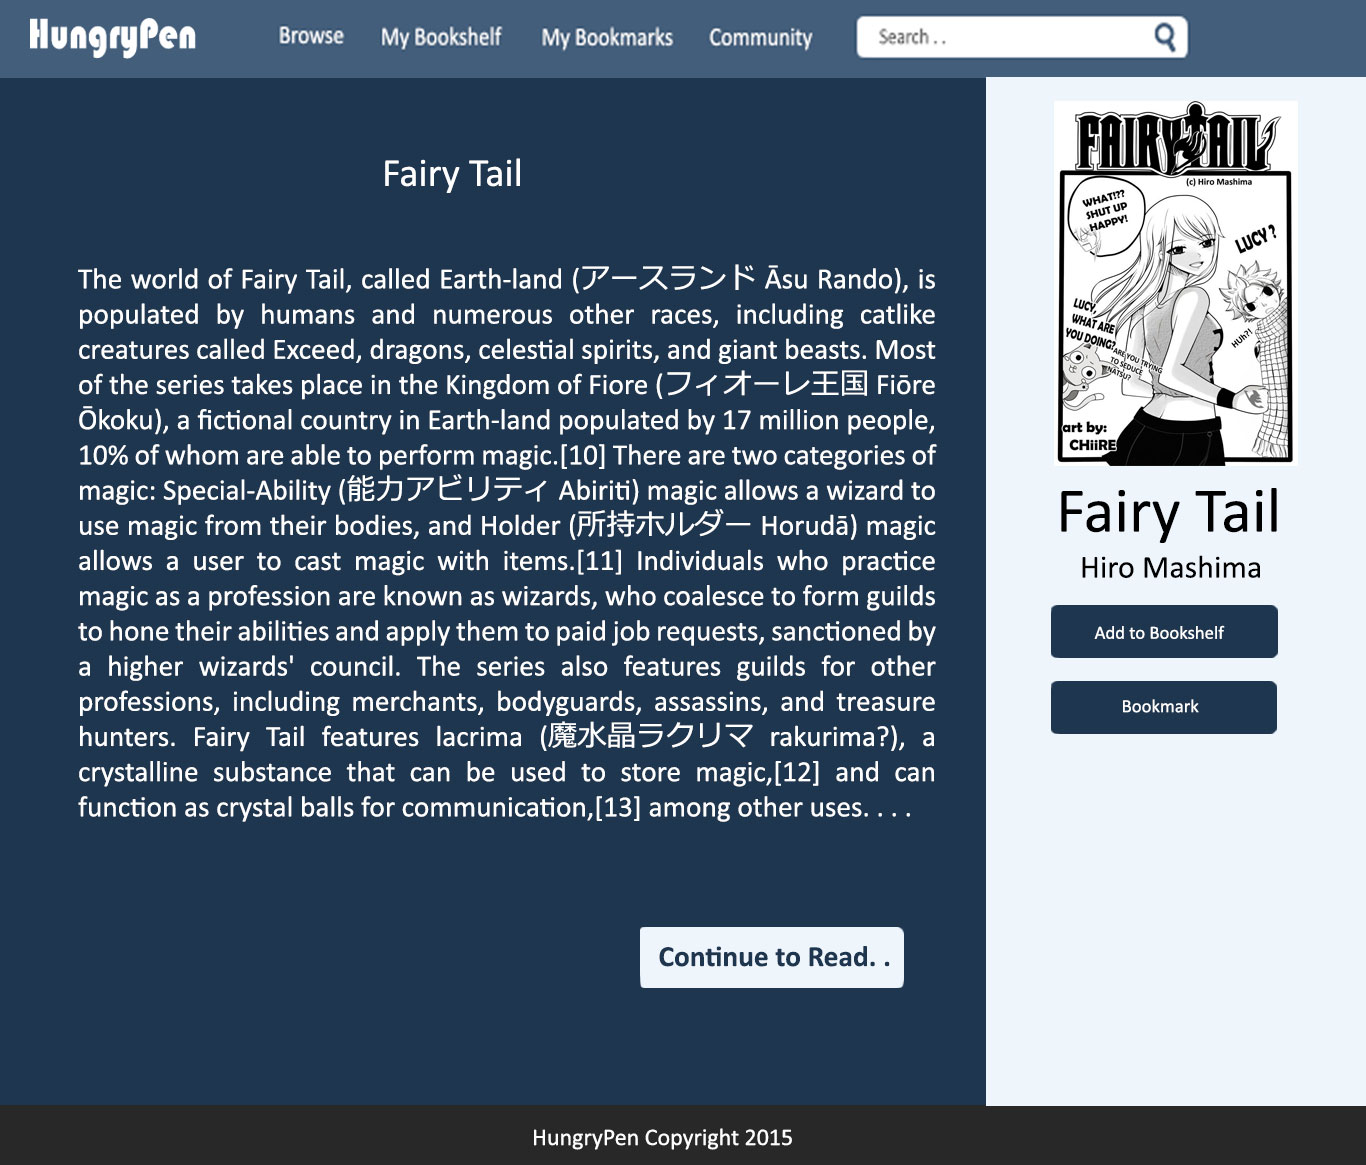 HungryPen
Browse
My Bookshelf
My Bookmarks
Community
Search . .
Fairy Tail
The world of Fairy Tail, called Earth-land (アースランド Āsu Rando), is
populated by humans and numerous other races, including catlike
creatures called Exceed, dragons, celestial spirits, and giant beasts. Most
of the series takes place in the Kingdom of Fiore (フィオーレ王国 Fiōre
Ōkoku), a fictional country in Earth-land populated by 17 million people,
10% of whom are able to perform magic.[10] There are two categories of
magic: Special-Ability (能力アビリティ Abiriti) magic allows a wizard to
use magic from their bodies, and Holder (所持ホルダー Horudā) magic
allows a user to cast magic with items.[11] Individuals who practice
magic as a profession are known as wizards, who coalesce to form guilds
to hone their abilities and apply them to paid job requests, sanctioned by
a higher wizards' council. The series also features guilds for other
professions, including merchants, bodyguards, assassins, and treasure
hunters. Fairy Tail features lacrima (魔水晶ラクリマ rakurima?), a
crystalline substance that can be used to store magic,[12] and can
function as crystal balls for communication,[13] among other uses. . . .
Continue to Read. .
FAIRY TAIL
(c) Hiro Mashima
WHAT!??
SHUT UP
HAPPY!
LUCY?
LUCY,
WHAT ARE
YOU DOING?
ARE YOU TRYING
TO SEDUCE
NATSU?
HUH?!
art by:
CHiiRE
Fairy Tail
Hiro Mashima
Add to Bookshelf
Bookmark
HungryPen Copyright 2015